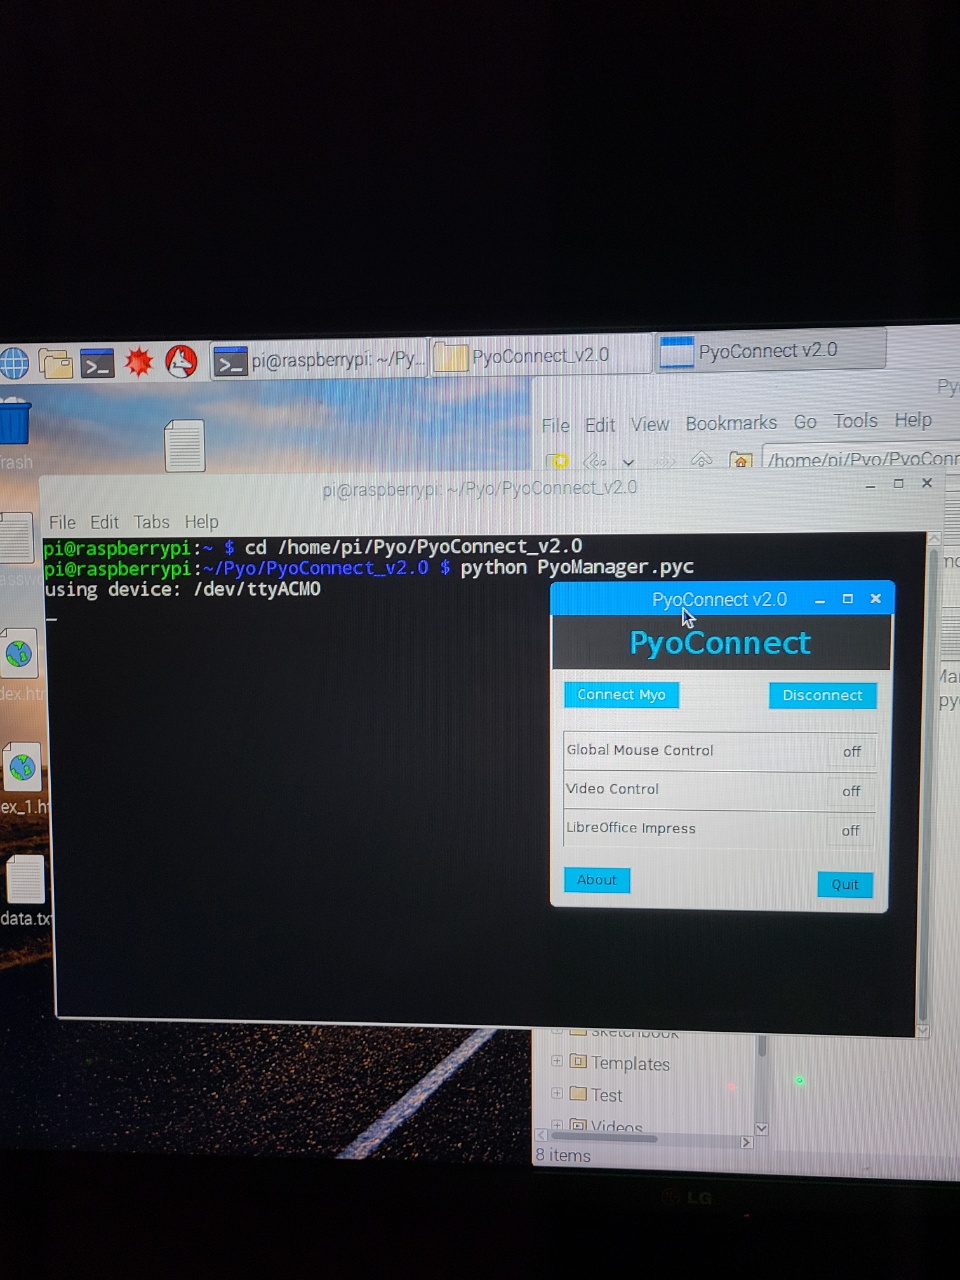 pi@raspberrypi: ~/Py...
PyoConnect_v2.0
PyoConnect v2.0
File Edit View Bookmarks Go Tools Help
/home/pi/Pyo/PyoConn
pi@raspberrypi: ~/Pyo/PyoConnect_v2.0
File Edit Tabs Help
pi@raspberrypi:~ $ cd /home/pi/Pyo/PyoConnect_v2.0
pi@raspberrypi:~/Pyo/PyoConnect_v2.0 $ python PyoManager.pyc
using device: /dev/ttyACM0
PyoConnect v2.0
PyoConnect
Connect Myo
Disconnect
Global Mouse Control off
Video Control off
LibreOffice Impress off
About
Quit
rash
dex.htr
ex_1.h
data.tx
sketchbook
Templates
Test
Videos
8 items
LG